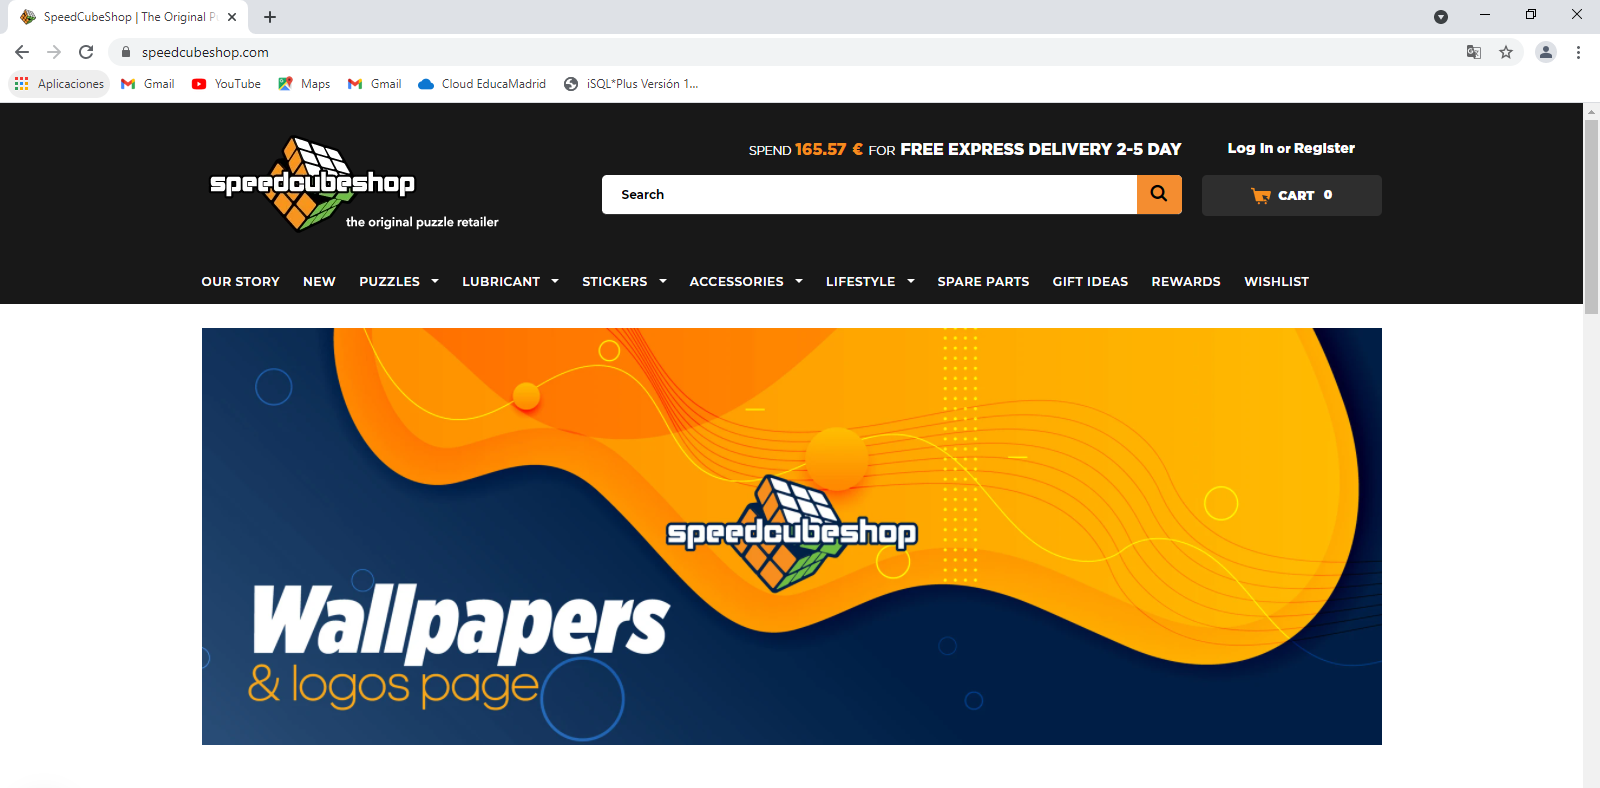 SpeedCubeShop | The Original P
speedcubeshop.com
Aplicaciones Gmail YouTube Maps Gmail Cloud EducaMadrid iSQL*Plus Versión 1...
speedcubeshop
the original puzzle retailer
SPEND 165.57 € FOR FREE EXPRESS DELIVERY 2-5 DAY
Log In or Register
Search
CART 0
OUR STORY NEW PUZZLES LUBRICANT STICKERS ACCESSORIES LIFESTYLE SPARE PARTS GIFT IDEAS REWARDS WISHLIST
speedcubeshop
Wallpapers
& logos page